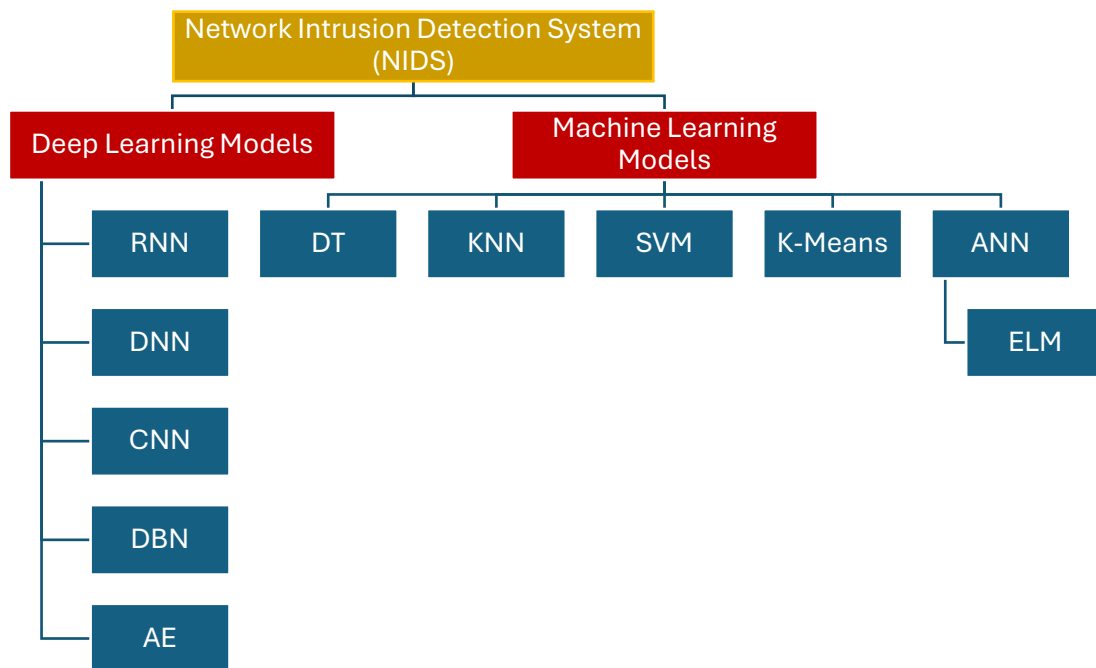 Network Intrusion Detection System
(NIDS)
Deep Learning Models
Machine Learning
Models
RNN
DT
KNN
SVM
K-Means
ANN
DNN
ELM
CNN
DBN
AE